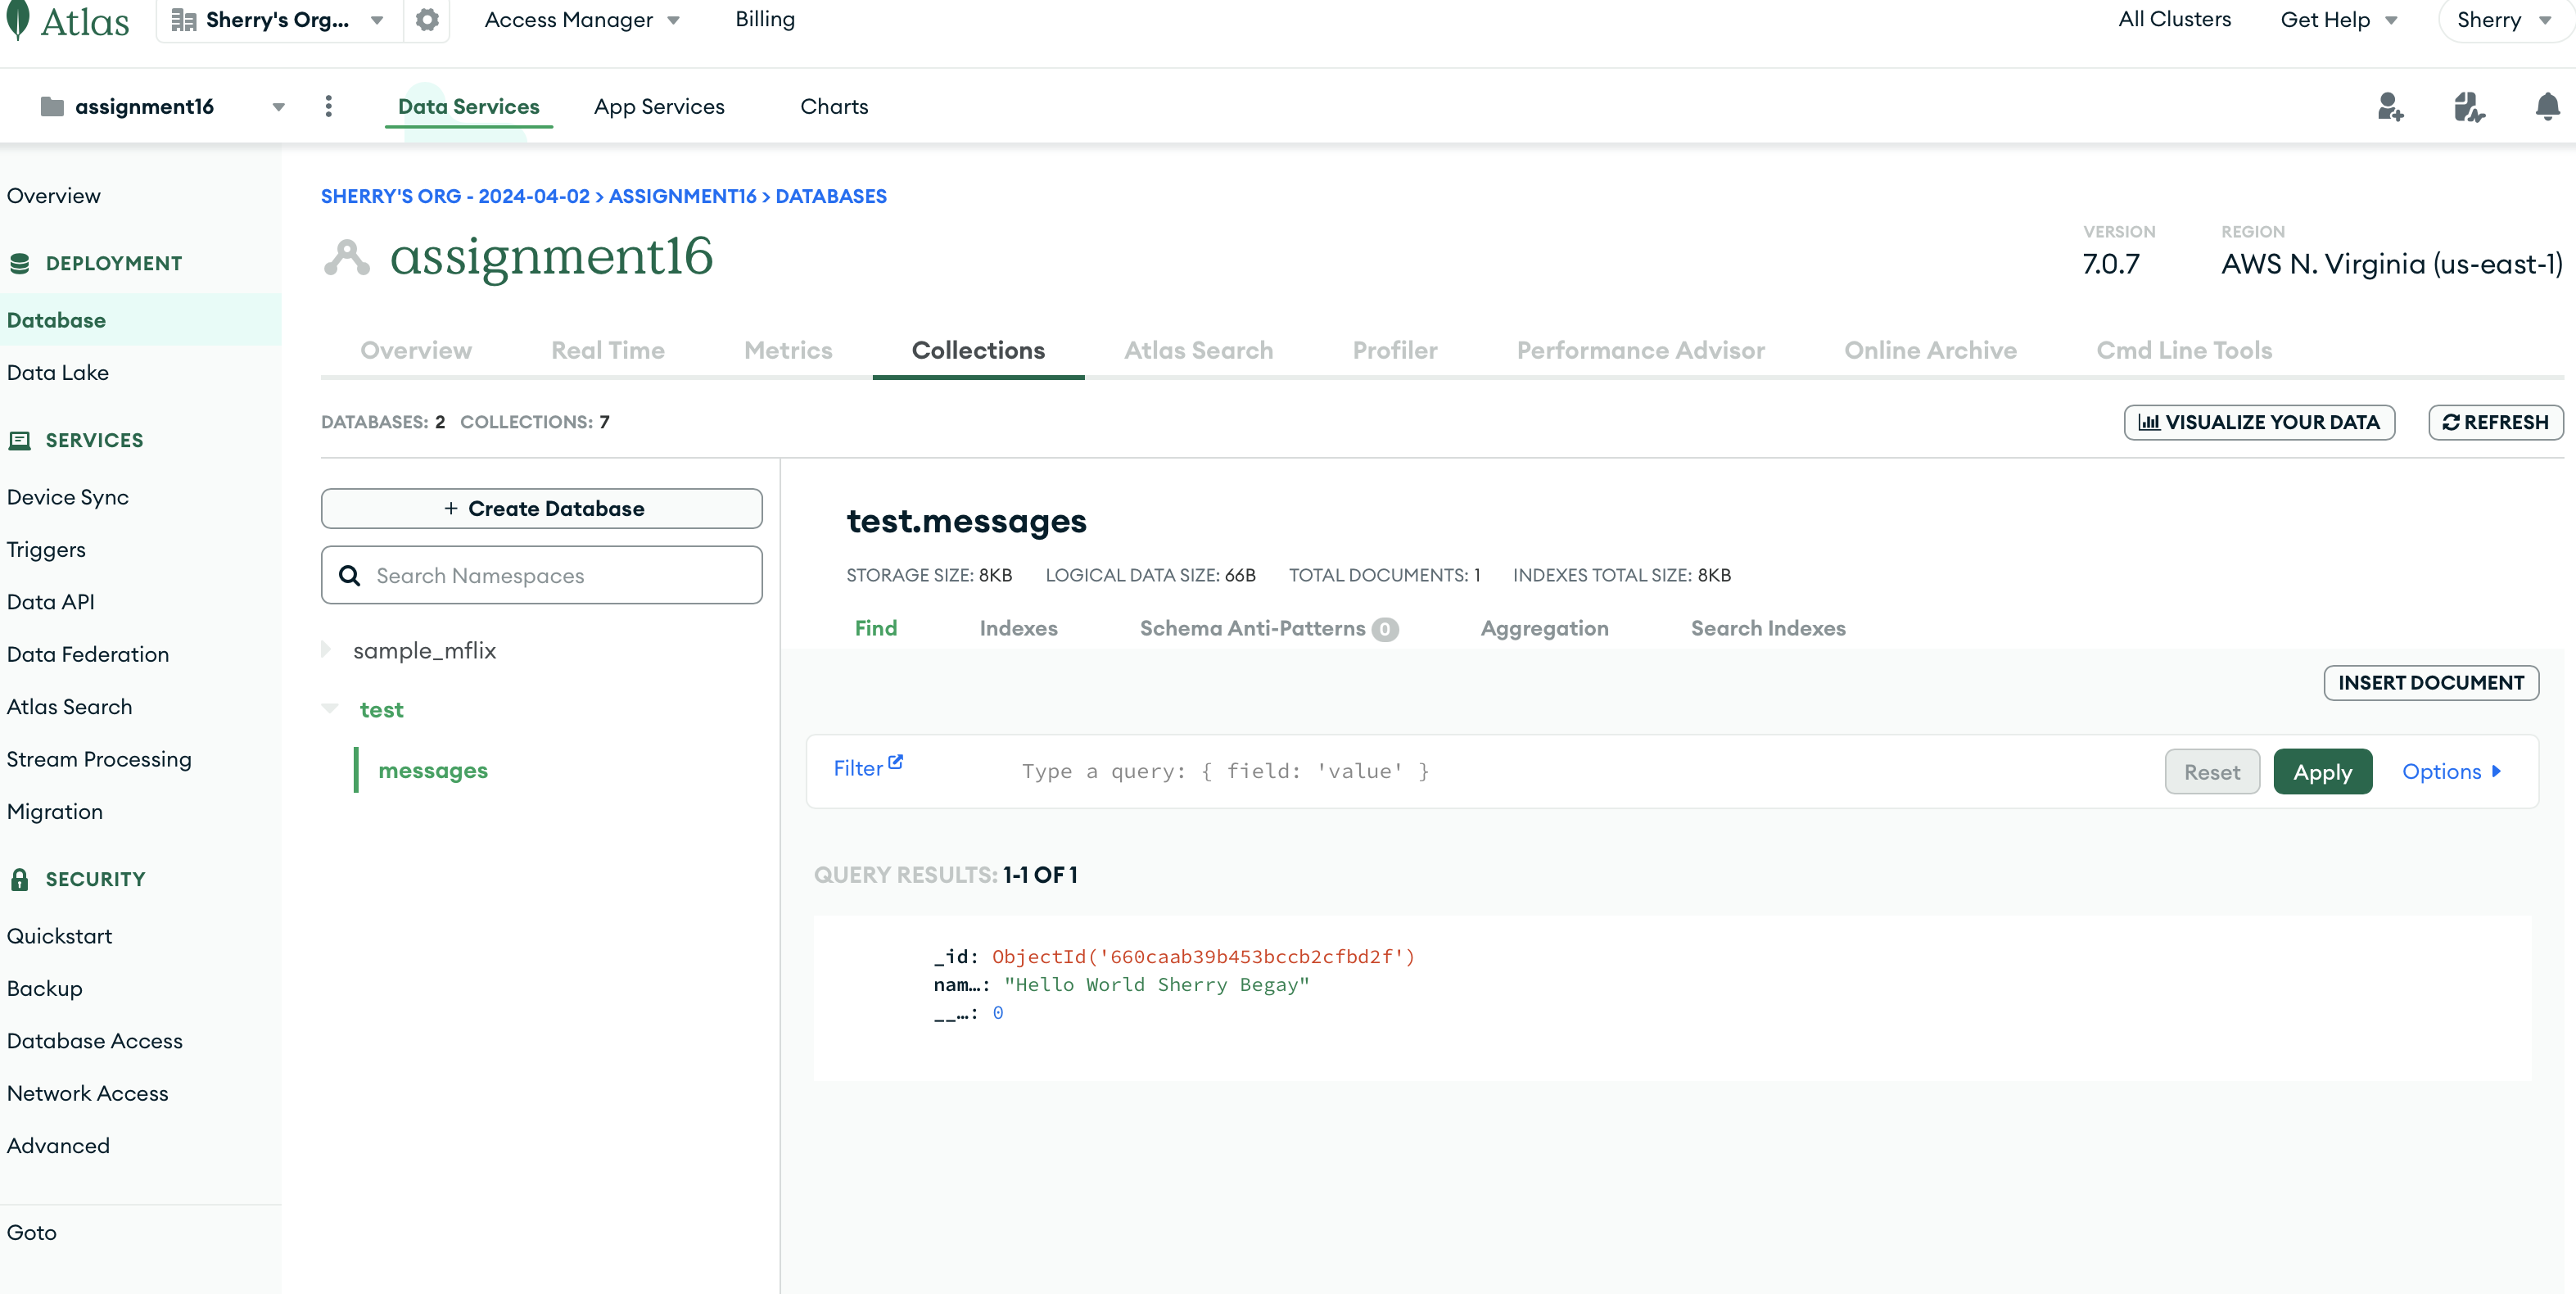 Atlas
Sherry's Org...
Access Manager
Billing
All Clusters
Get Help
Sherry
assignment16
Data Services
App Services
Charts
Overview
DEPLOYMENT
Database
Data Lake
SERVICES
Device Sync
Triggers
Data API
Data Federation
Atlas Search
Stream Processing
Migration
SECURITY
Quickstart
Backup
Database Access
Network Access
Advanced
Goto
SHERRY'S ORG - 2024-04-02 > ASSIGNMENT16 > DATABASES
assignment16
VERSION
7.0.7
REGION
AWS N. Virginia (us-east-1)
Overview
Real Time
Metrics
Collections
Atlas Search
Profiler
Performance Advisor
Online Archive
Cmd Line Tools
DATABASES: 2 COLLECTIONS: 7
VISUALIZE YOUR DATA
REFRESH
+ Create Database
Search Namespaces
sample_mflix
test
messages
test.messages
STORAGE SIZE: 8KB LOGICAL DATA SIZE: 66B TOTAL DOCUMENTS: 1 INDEXES TOTAL SIZE: 8KB
Find
Indexes
Schema Anti-Patterns 0
Aggregation
Search Indexes
INSERT DOCUMENT
Filter
Type a query: { field: 'value' }
Reset
Apply
Options
QUERY RESULTS: 1-1 OF 1
_id: ObjectId('660caab39b453bccb2cfbd2f')
nam…: "Hello World Sherry Begay"
__…: 0